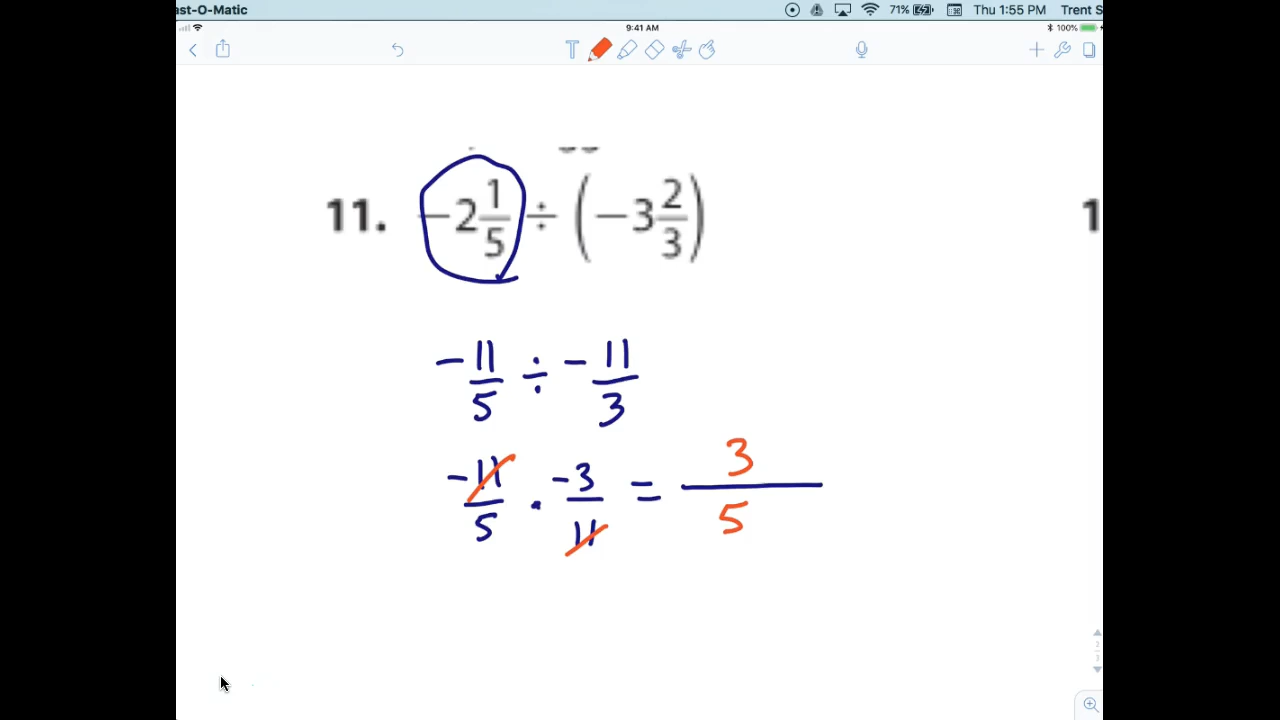 ast-O-Matic 71% Thu 1:55 PM Trent S
9:41 AM 100%
T
11. −2 1/5 ÷ (−3 2/3) 1
−11/5 ÷ −11/3
−11/5 · −3/11 = 3/5